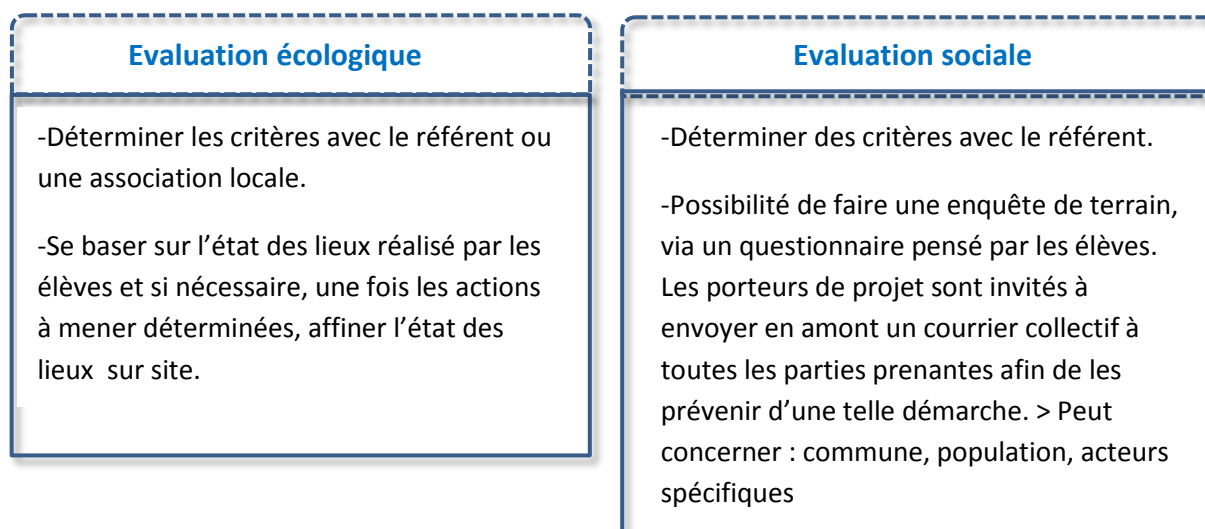 Evaluation écologique
-Déterminer les critères avec le référent ou
une association locale.
-Se baser sur l’état des lieux réalisé par les
élèves et si nécessaire, une fois les actions
à mener déterminées, affiner l’état des
lieux  sur site.
Evaluation sociale
-Déterminer des critères avec le référent.
-Possibilité de faire une enquête de terrain,
via un questionnaire pensé par les élèves.
Les porteurs de projet sont invités à
envoyer en amont un courrier collectif à
toutes les parties prenantes afin de les
prévenir d’une telle démarche. > Peut
concerner : commune, population, acteurs
spécifiques